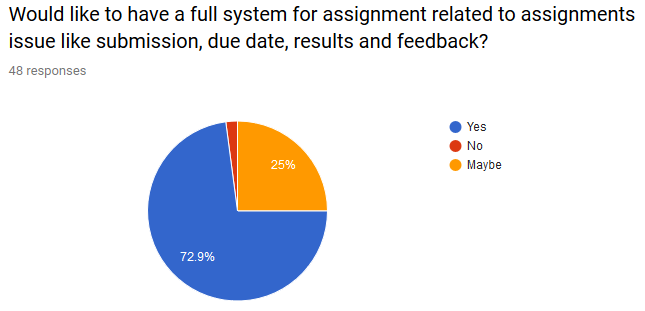 Would like to have a full system for assignment related to assignments
issue like submission, due date, results and feedback?
48 responses
Yes
No
Maybe
25%
72.9%